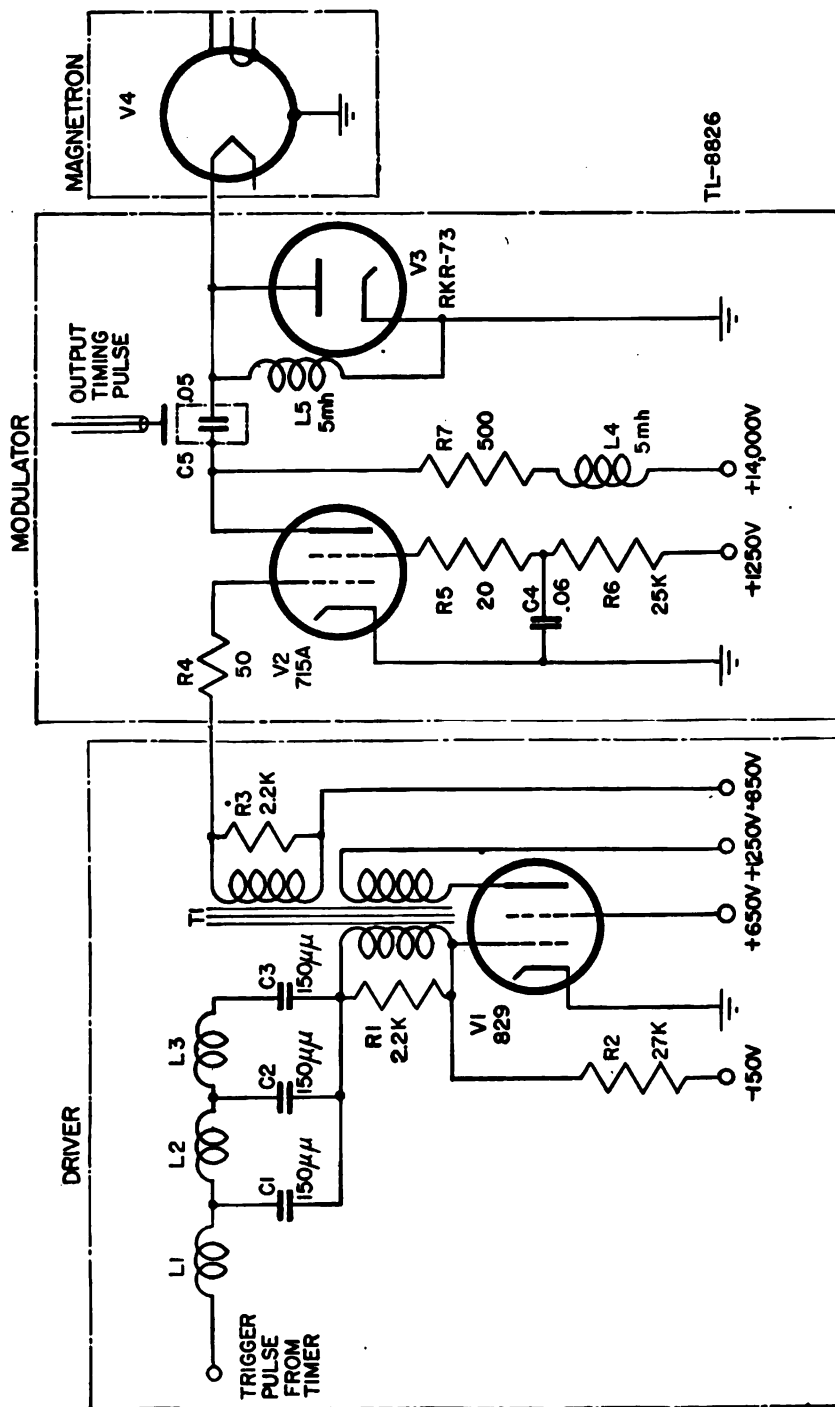 DRIVER
TRIGGER
PULSE
FROM
TIMER
L1
L2
L3
C1
150μμ
C2
150μμ
C3
150μμ
R1
2.2K
T1
R3
2.2K
V1
829
R2
27K
-150V
+650V
+1250V
-850V
MODULATOR
R4
50
V2
715A
R5
20
C4
.06
R6
25K
+1250V
C5
.05
OUTPUT
TIMING
PULSE
L5
5mh
R7
500
L4
5mh
+14,000V
V3
RKR-73
MAGNETRON
V4
TL-8826